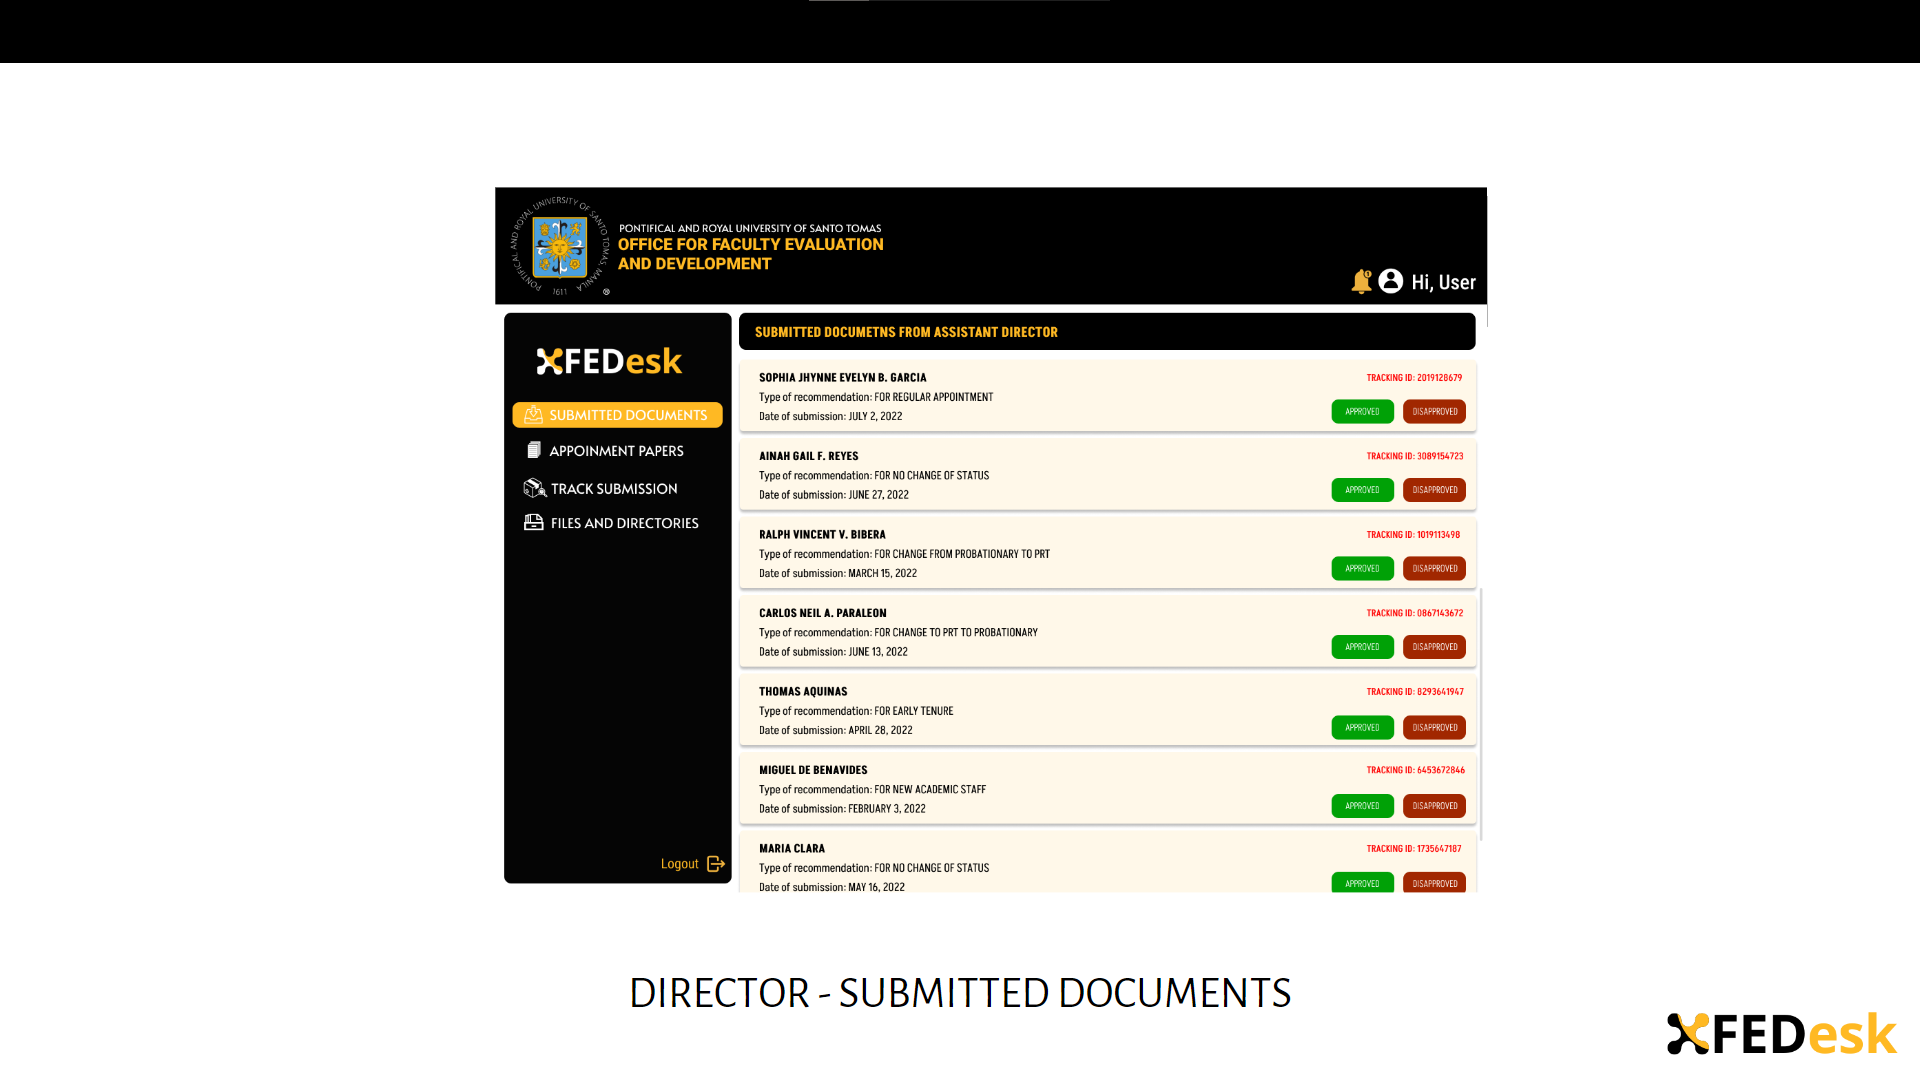 PONTIFICAL AND ROYAL UNIVERSITY OF SANTO TOMAS, MANILA
1611
®
PONTIFICAL AND ROYAL UNIVERSITY OF SANTO TOMAS
OFFICE FOR FACULTY EVALUATION
AND DEVELOPMENT
Hi, User
FEDesk
SUBMITTED DOCUMENTS
APPOINMENT PAPERS
TRACK SUBMISSION
FILES AND DIRECTORIES
Logout
SUBMITTED DOCUMETNS FROM ASSISTANT DIRECTOR
SOPHIA JHYNNE EVELYN B. GARCIA
TRACKING ID: 2019128679
Type of recommendation: FOR REGULAR APPOINTMENT
Date of submission: JULY 2, 2022
APPROVED DISAPPROVED
AINAH GAIL F. REYES
TRACKING ID: 3089154723
Type of recommendation: FOR NO CHANGE OF STATUS
Date of submission: JUNE 27, 2022
APPROVED DISAPPROVED
RALPH VINCENT V. BIBERA
TRACKING ID: 1019113498
Type of recommendation: FOR CHANGE FROM PROBATIONARY TO PRT
Date of submission: MARCH 15, 2022
APPROVED DISAPPROVED
CARLOS NEIL A. PARALEON
TRACKING ID: 0867143672
Type of recommendation: FOR CHANGE TO PRT TO PROBATIONARY
Date of submission: JUNE 13, 2022
APPROVED DISAPPROVED
THOMAS AQUINAS
TRACKING ID: 8293641947
Type of recommendation: FOR EARLY TENURE
Date of submission: APRIL 28, 2022
APPROVED DISAPPROVED
MIGUEL DE BENAVIDES
TRACKING ID: 6453672846
Type of recommendation: FOR NEW ACADEMIC STAFF
Date of submission: FEBRUARY 3, 2022
APPROVED DISAPPROVED
MARIA CLARA
TRACKING ID: 1735647187
Type of recommendation: FOR NO CHANGE OF STATUS
Date of submission: MAY 16, 2022
APPROVED DISAPPROVED
DIRECTOR - SUBMITTED DOCUMENTS
FEDesk